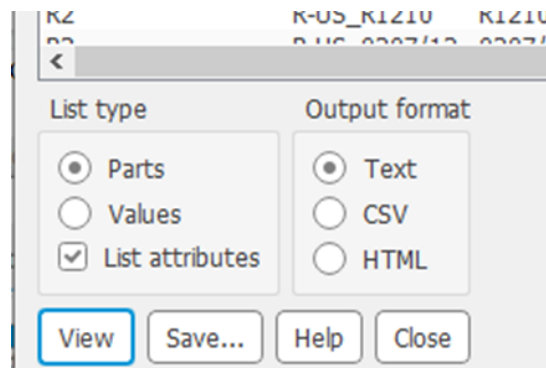 R2 R-US_R1210 R1210
List type Output format
Parts Text
Values CSV
List attributes HTML
View Save... Help Close